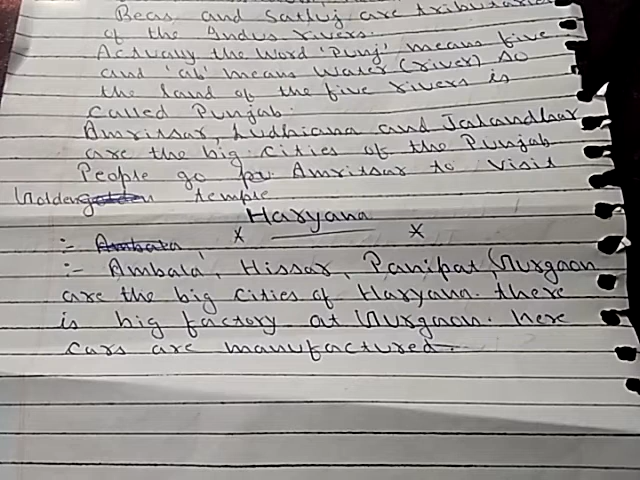 Beas and Satluj are tributaries
of the Indus rivers.
Actually the word 'Punj' means five
and 'ab' means water (river) so
the land of the five rivers is
called Punjab.
Amritsar, Ludhiana and Jalandhar
are the big cities of the Punjab
People go Amritsar to visit
Golden temple
Haryana
:- Ambala
:- Ambala, Hissar, Panipat, Gurgaon
are the big cities of Haryana. there
is big factory at Gurgaon. here
cars are manufactured.